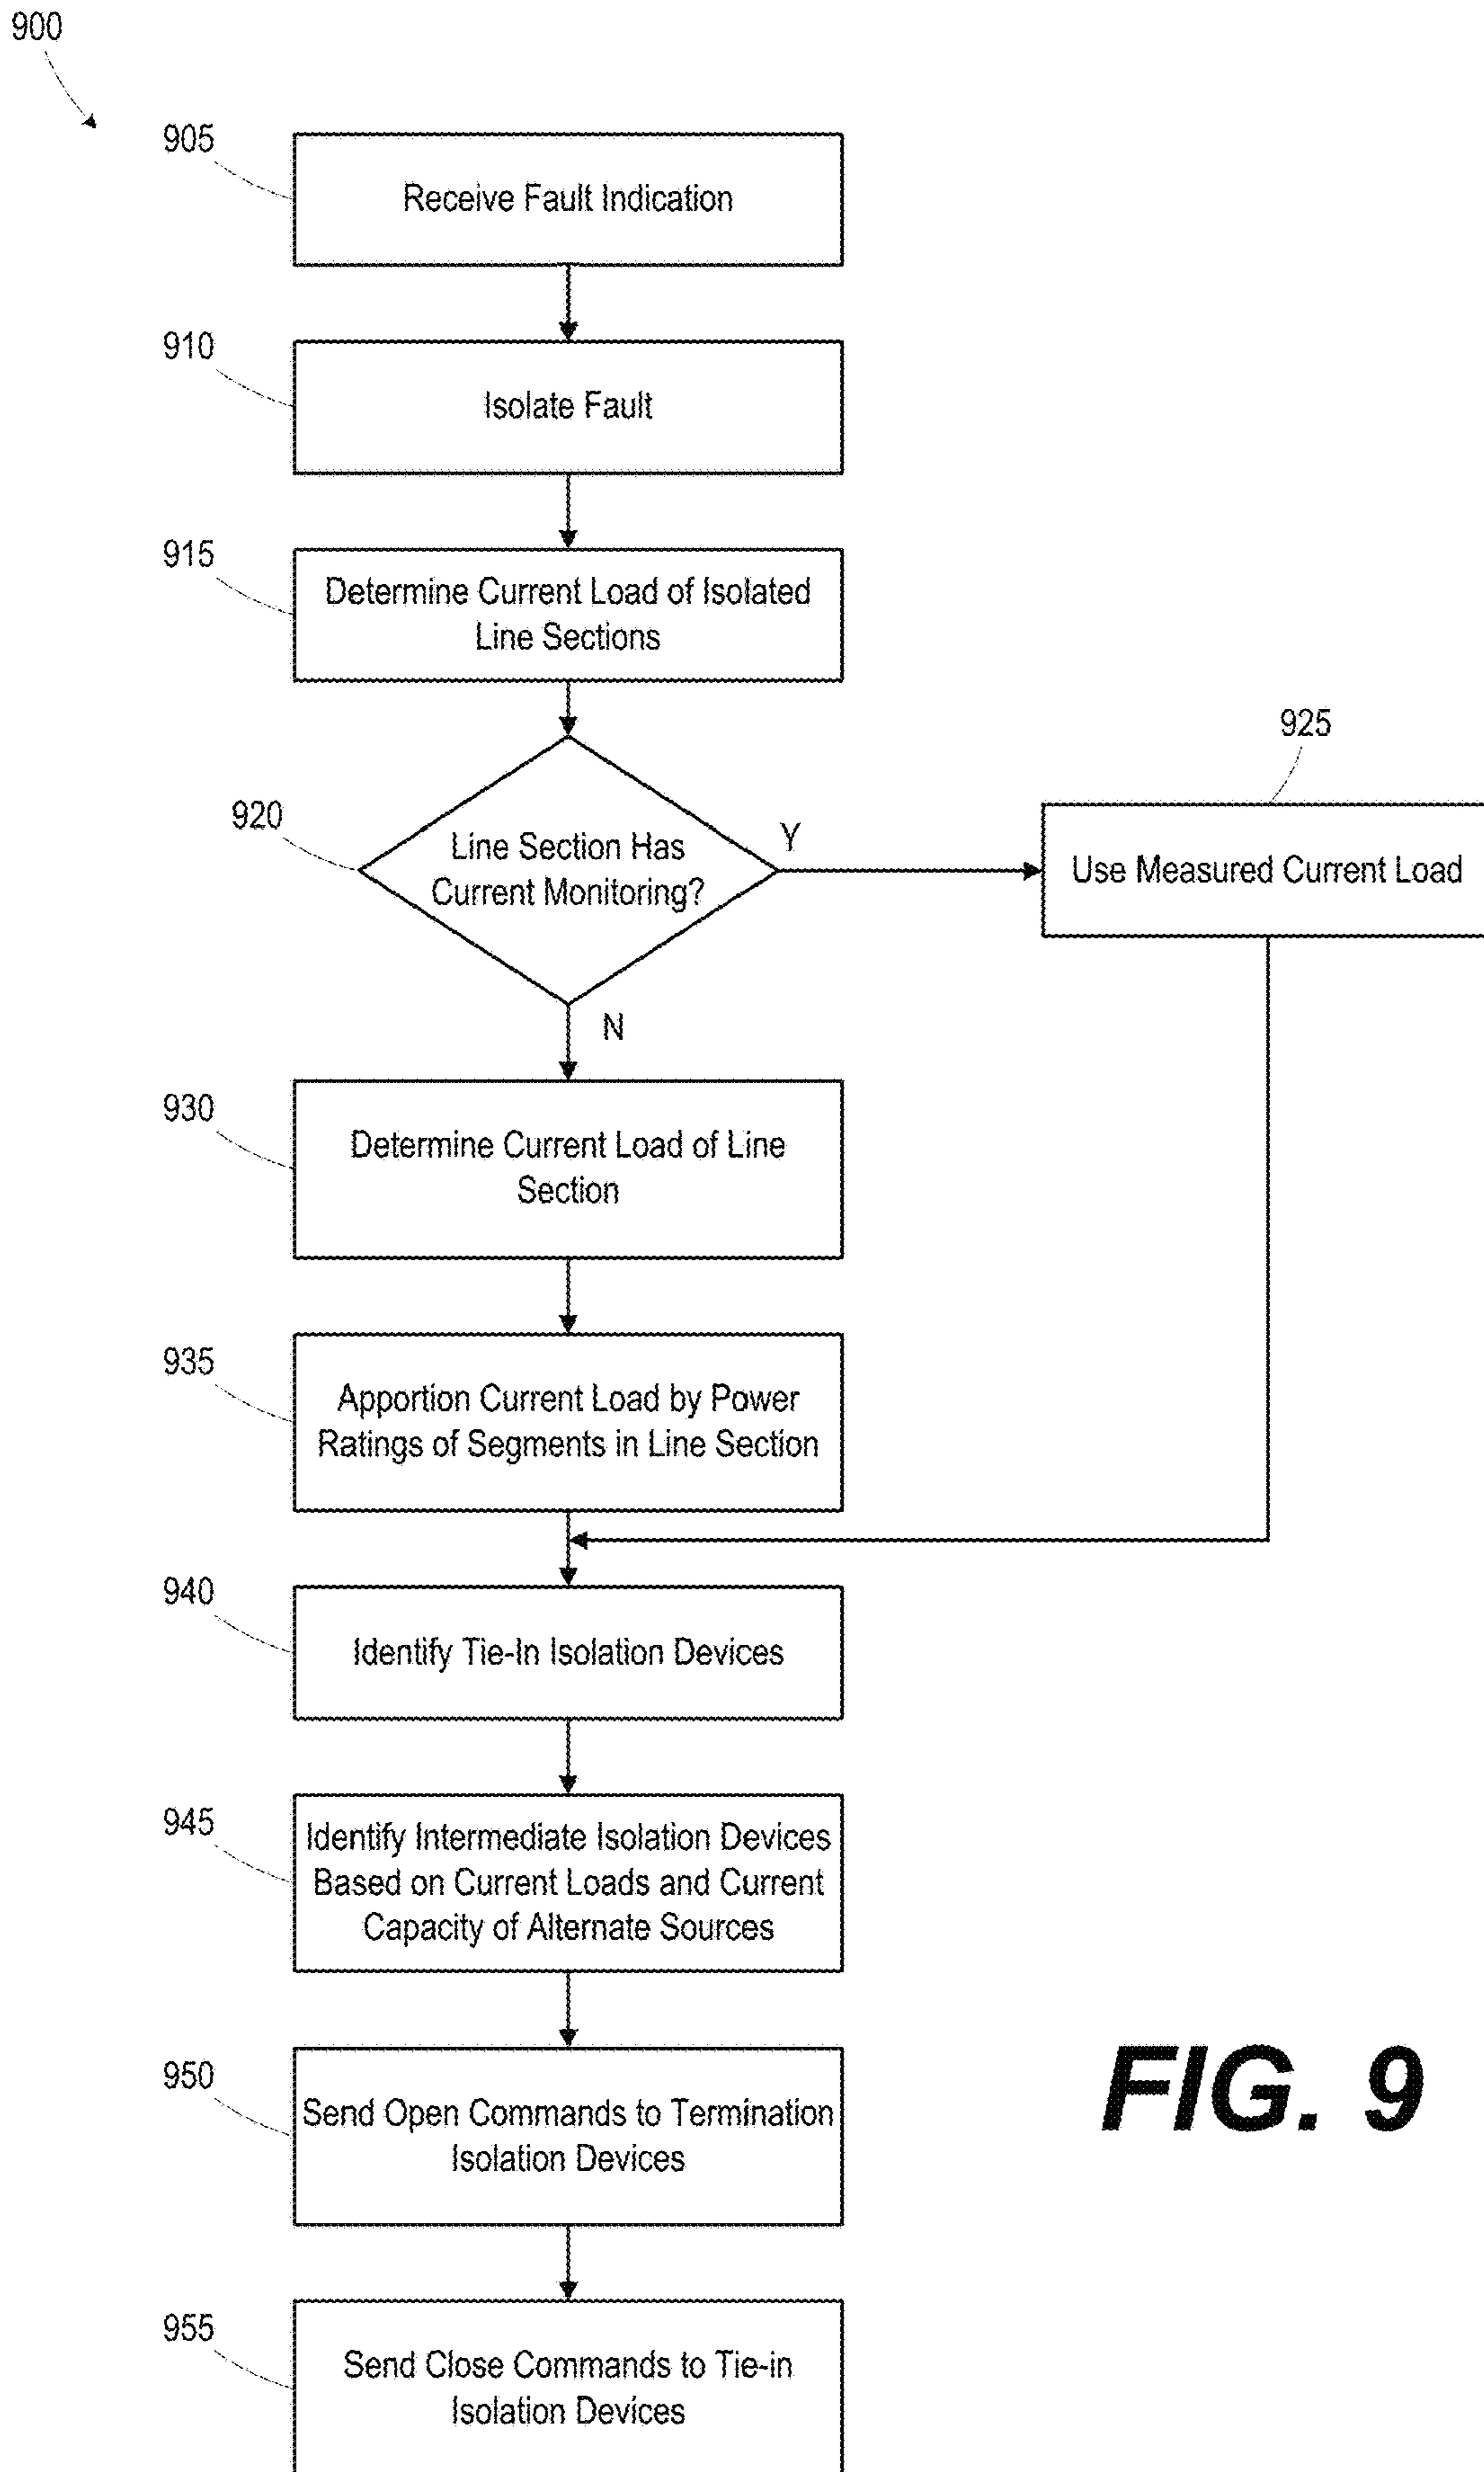 900
905
Receive Fault Indication
910
Isolate Fault
915
Determine Current Load of Isolated
Line Sections
920
Line Section Has
Current Monitoring?
Y
925
Use Measured Current Load
N
930
Determine Current Load of Line
Section
935
Apportion Current Load by Power
Ratings of Segments in Line Section
940
Identify Tie-In Isolation Devices
945
Identify Intermediate Isolation Devices
Based on Current Loads and Current
Capacity of Alternate Sources
950
Send Open Commands to Termination
Isolation Devices
955
Send Close Commands to Tie-in
Isolation Devices
FIG. 9